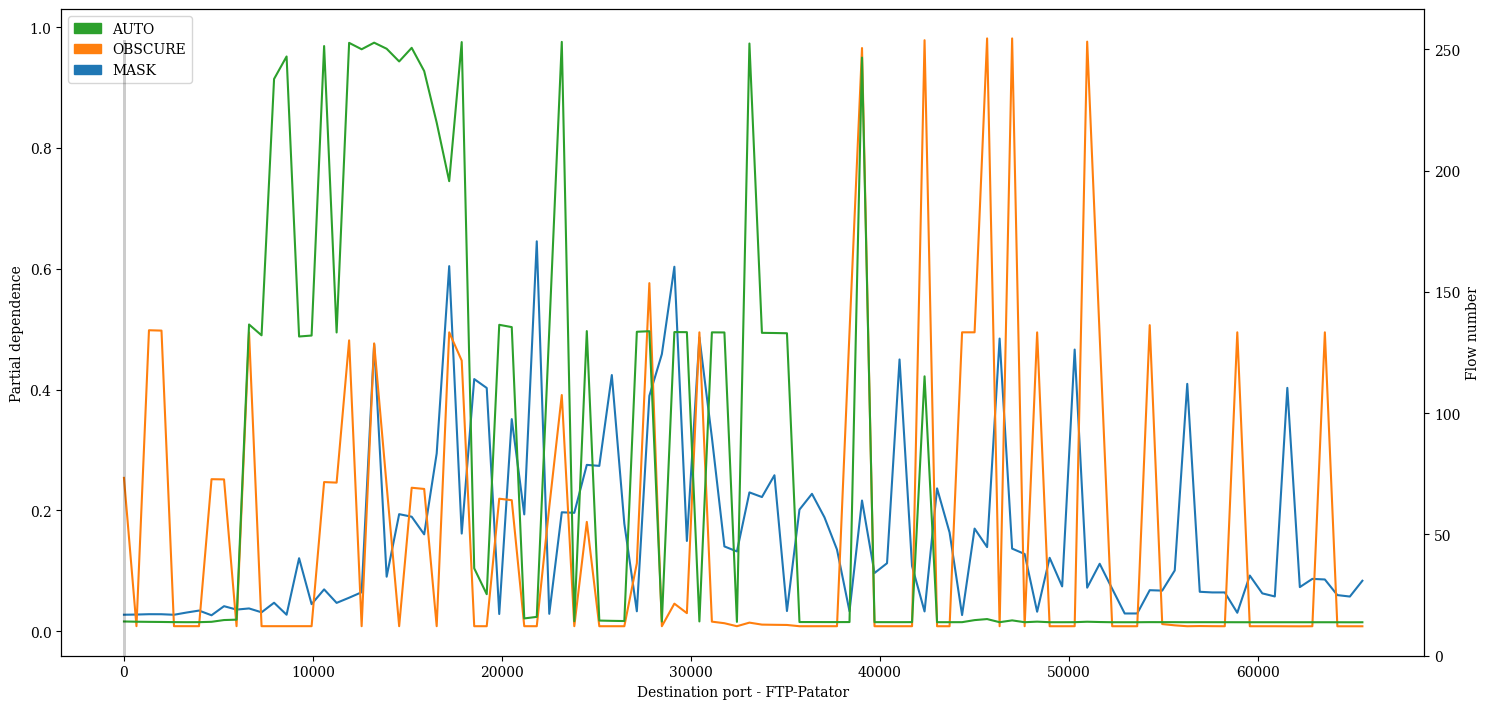 AUTO
OBSCURE
MASK
Partial dependence
1.0
0.8
0.6
0.4
0.2
0.0
Flow number
250
200
150
100
50
0
0 10000 20000 30000 40000 50000 60000
Destination port - FTP-Patator